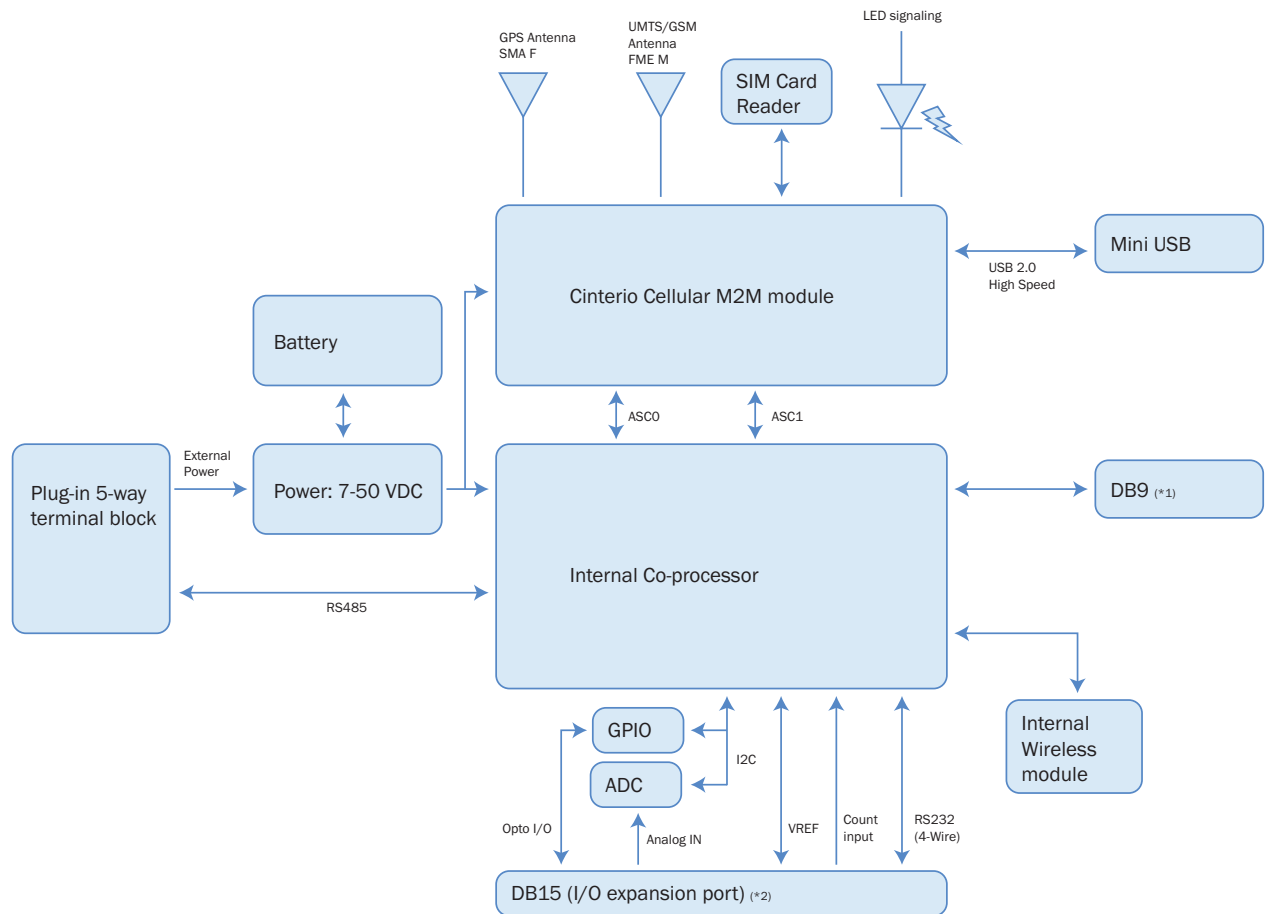 LED signaling
UMTS/GSM
Antenna
FME M
GPS Antenna
SMA F
SIM Card
Reader
Mini USB
USB 2.0
High Speed
Cinterio Cellular M2M module
Battery
ASC0
ASC1
External
Power
Plug-in 5-way
terminal block
Power: 7-50 VDC
DB9 (*1)
Internal Co-processor
RS485
GPIO
I2C
ADC
Internal
Wireless
module
Opto I/O
Analog IN
VREF
Count
input
RS232
(4-Wire)
DB15 (I/O expansion port) (*2)